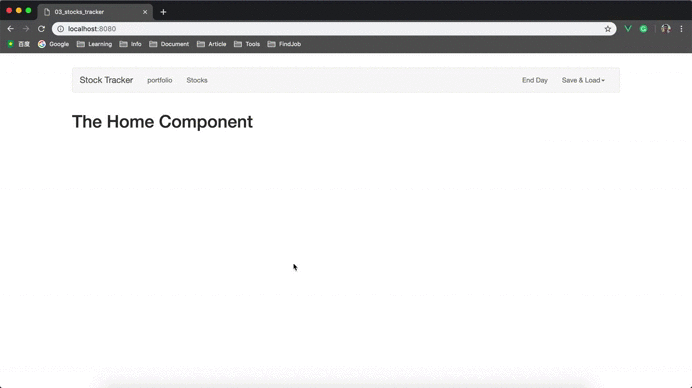 03_stocks_tracker
localhost:8080
百度 Google Learning Info Document Article Tools FindJob
Stock Tracker portfolio Stocks End Day Save & Load
The Home Component